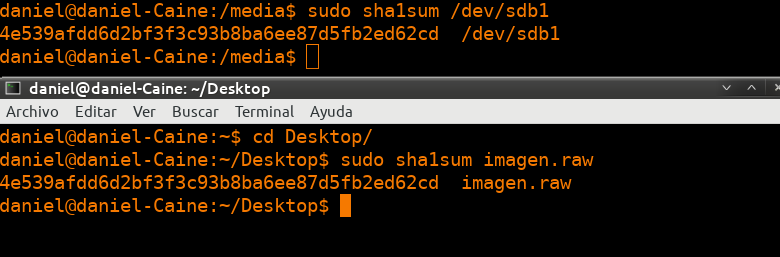 daniel@daniel-Caine:/media$ sudo sha1sum /dev/sdb1
4e539afdd6d2bf3f3c93b8ba6ee87d5fb2ed62cd  /dev/sdb1
daniel@daniel-Caine:/media$
daniel@daniel-Caine: ~/Desktop
Archivo Editar Ver Buscar Terminal Ayuda
daniel@daniel-Caine:~$ cd Desktop/
daniel@daniel-Caine:~/Desktop$ sudo sha1sum imagen.raw
4e539afdd6d2bf3f3c93b8ba6ee87d5fb2ed62cd  imagen.raw
daniel@daniel-Caine:~/Desktop$